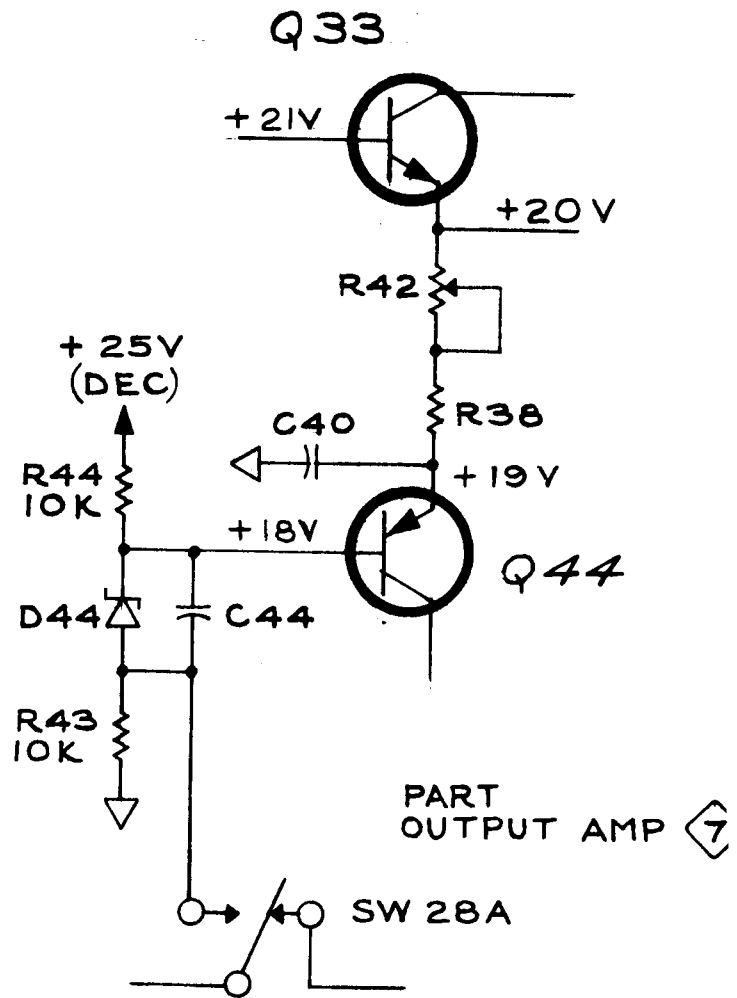 Q33
+21V
+20V
R42
+ 25V
(DEC)
C40
R38
R44
10K
+19V
+18V
Q44
D44
C44
R43
10K
PART
OUTPUT AMP 7
SW 28A